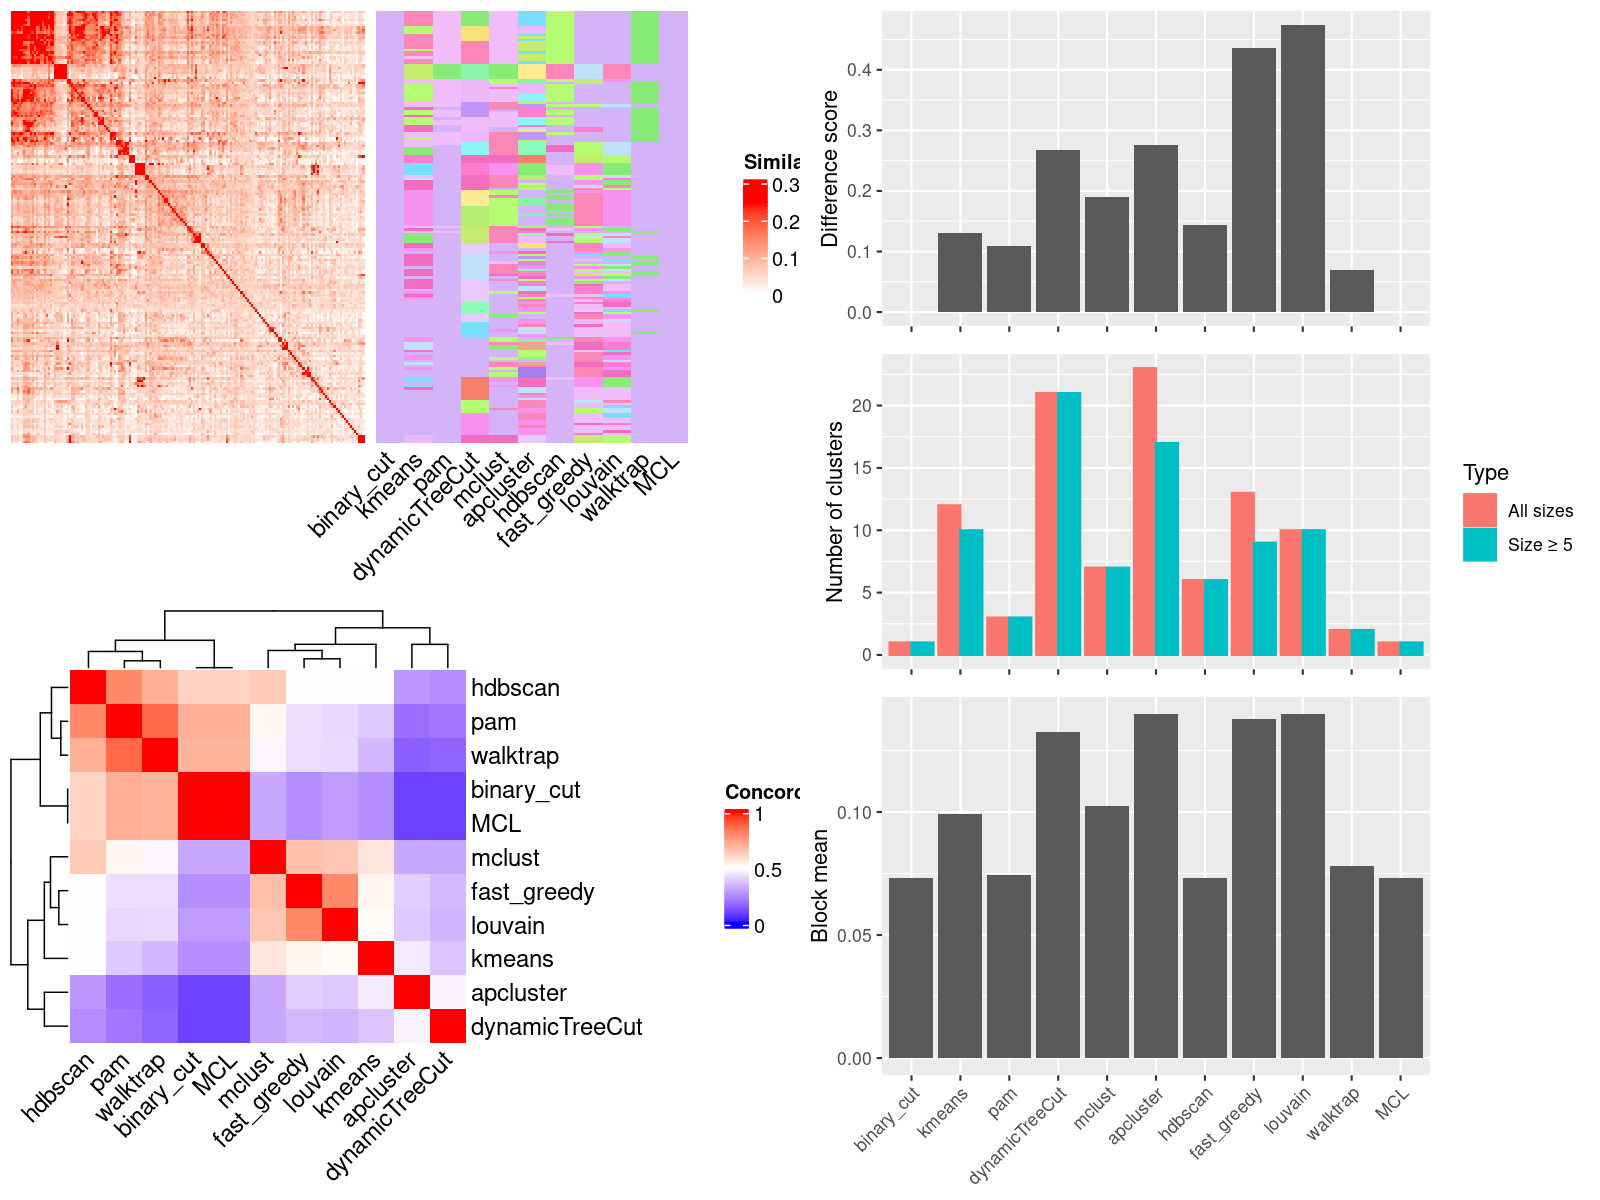 Simila
0.3
0.2
0.1
0
binary_cut
kmeans
pam
dynamicTreeCut
mclust
apcluster
hdbscan
fast_greedy
louvain
walktrap
MCL
hdbscan
pam
walktrap
binary_cut
MCL
mclust
fast_greedy
louvain
kmeans
apcluster
dynamicTreeCut
hdbscan
pam
walktrap
binary_cut
MCL
mclust
fast_greedy
louvain
kmeans
apcluster
dynamicTreeCut
Concord
1
0.5
0
Difference score
0.4
0.3
0.2
0.1
0.0
Number of clusters
20
15
10
5
0
Type
All sizes
Size ≥ 5
Block mean
0.10
0.05
0.00
binary_cut
kmeans
pam
dynamicTreeCut
mclust
apcluster
hdbscan
fast_greedy
louvain
walktrap
MCL